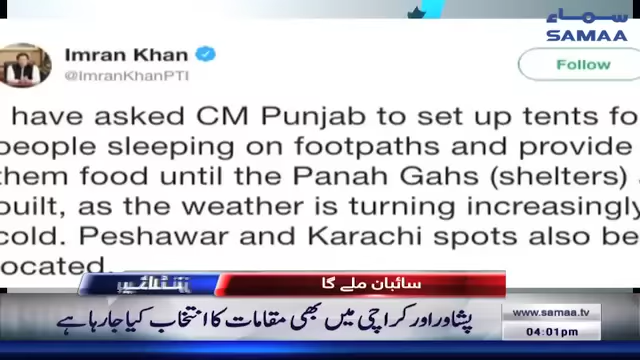 سماء
SAMAA
Imran Khan
@ImranKhanPTI
Follow
have asked CM Punjab to set up tents fo
people sleeping on footpaths and provide
them food until the Panah Gahs (shelters)
built, as the weather is turning increasingly
cold. Peshawar and Karachi spots also be
located.
سائبان ملے گا
پشاور اور کراچی میں بھی مقامات کا انتخاب کیا جا رہا ہے
www.samaa.tv
04:01pm